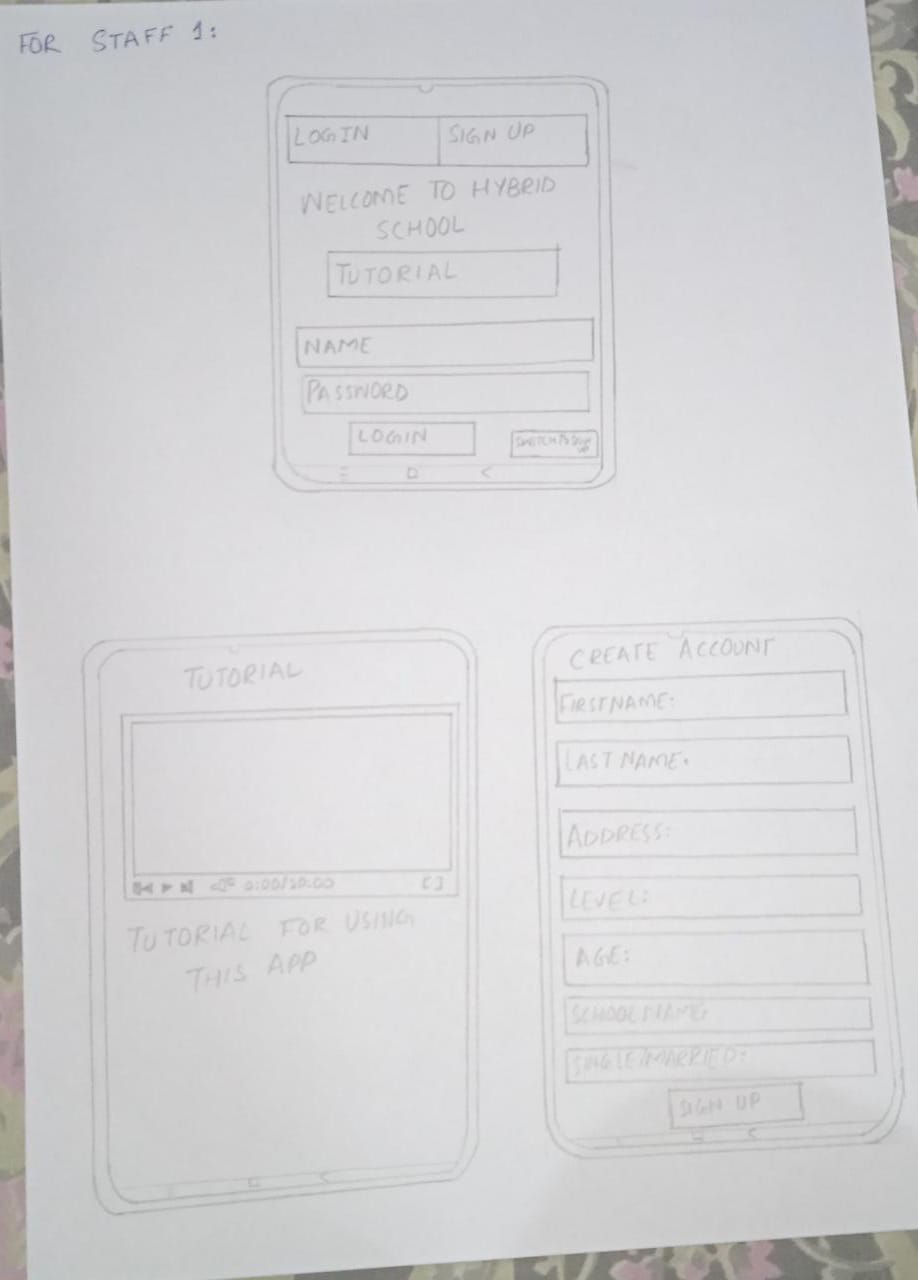 FOR STAFF 1:
LOGIN
SIGN UP
WELCOME TO HYBRID
SCHOOL
TUTORIAL
NAME
PASSWORD
LOGIN
SWITCH TO SIGN
UP
TUTORIAL
0:00/20:00
TUTORIAL FOR USING
THIS APP
CREATE ACCOUNT
FIRST NAME:
LAST NAME:
ADDRESS:
LEVEL:
AGE:
SCHOOL NAME
SINGLE/MARRIED:
SIGN UP